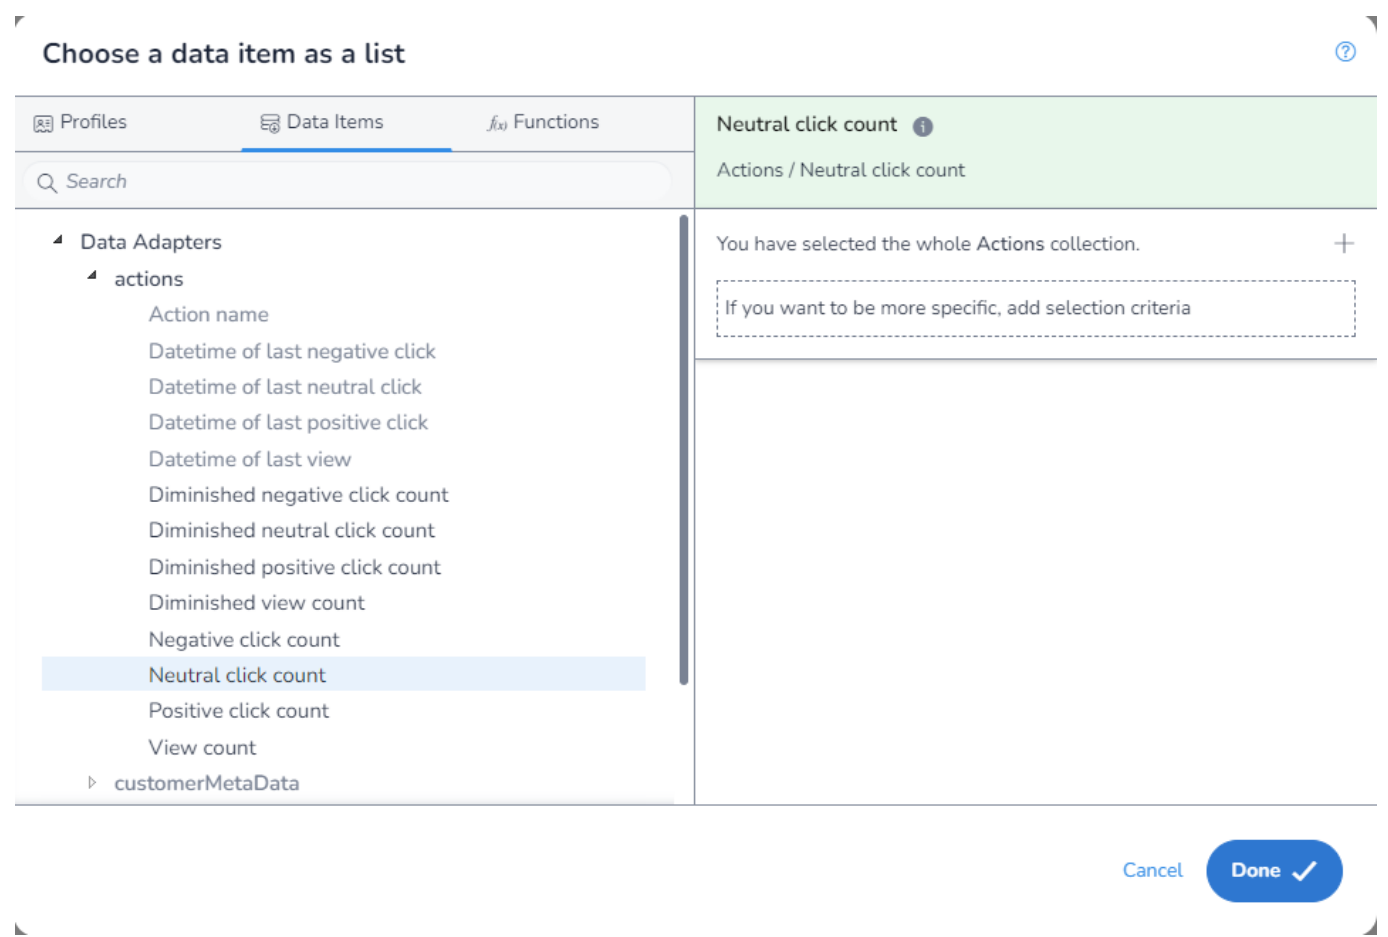 Choose a data item as a list
Profiles
Data Items
f(x) Functions
Search
Data Adapters
actions
Action name
Datetime of last negative click
Datetime of last neutral click
Datetime of last positive click
Datetime of last view
Diminished negative click count
Diminished neutral click count
Diminished positive click count
Diminished view count
Negative click count
Neutral click count
Positive click count
View count
customerMetaData
Neutral click count
Actions / Neutral click count
You have selected the whole Actions collection.
If you want to be more specific, add selection criteria
Cancel
Done